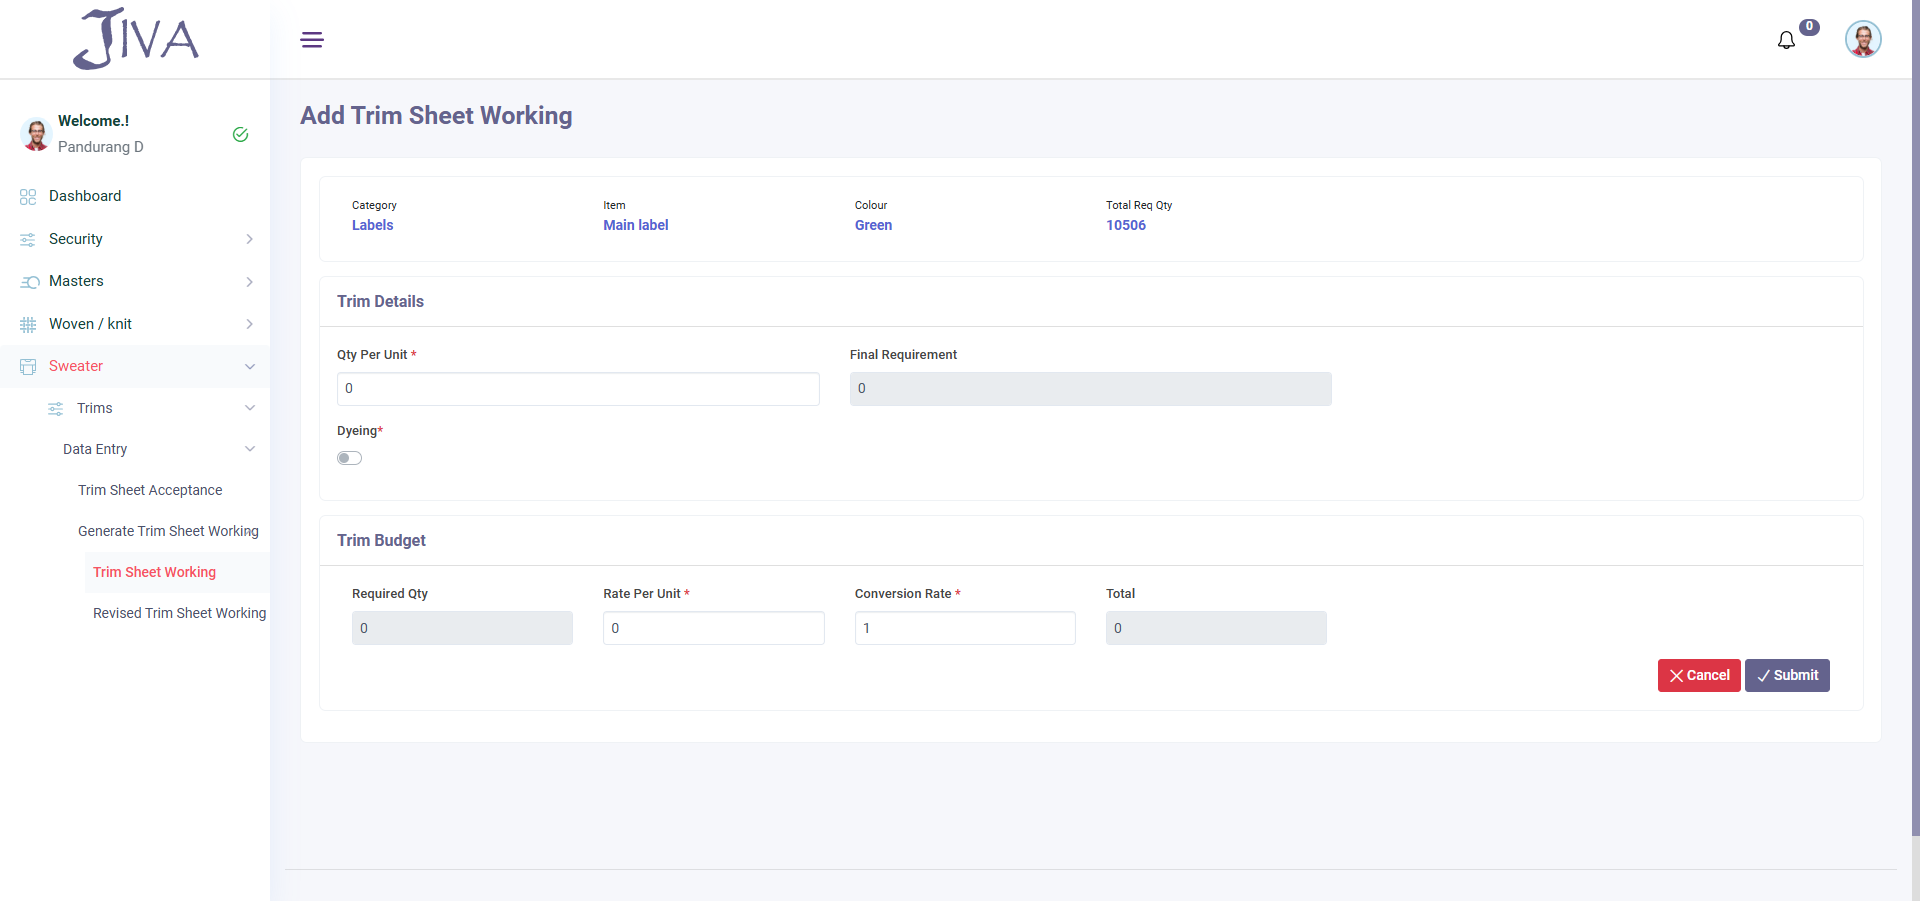 JIVA
0
Welcome.!
Pandurang D
Dashboard
Security
Masters
Woven / knit
Sweater
Trims
Data Entry
Trim Sheet Acceptance
Generate Trim Sheet Working
Trim Sheet Working
Revised Trim Sheet Working
Add Trim Sheet Working
Category Item Colour Total Req Qty
Labels Main label Green 10506
Trim Details
Qty Per Unit * Final Requirement
0 0
Dyeing*
Trim Budget
Required Qty Rate Per Unit * Conversion Rate * Total
0 0 1 0
Cancel Submit